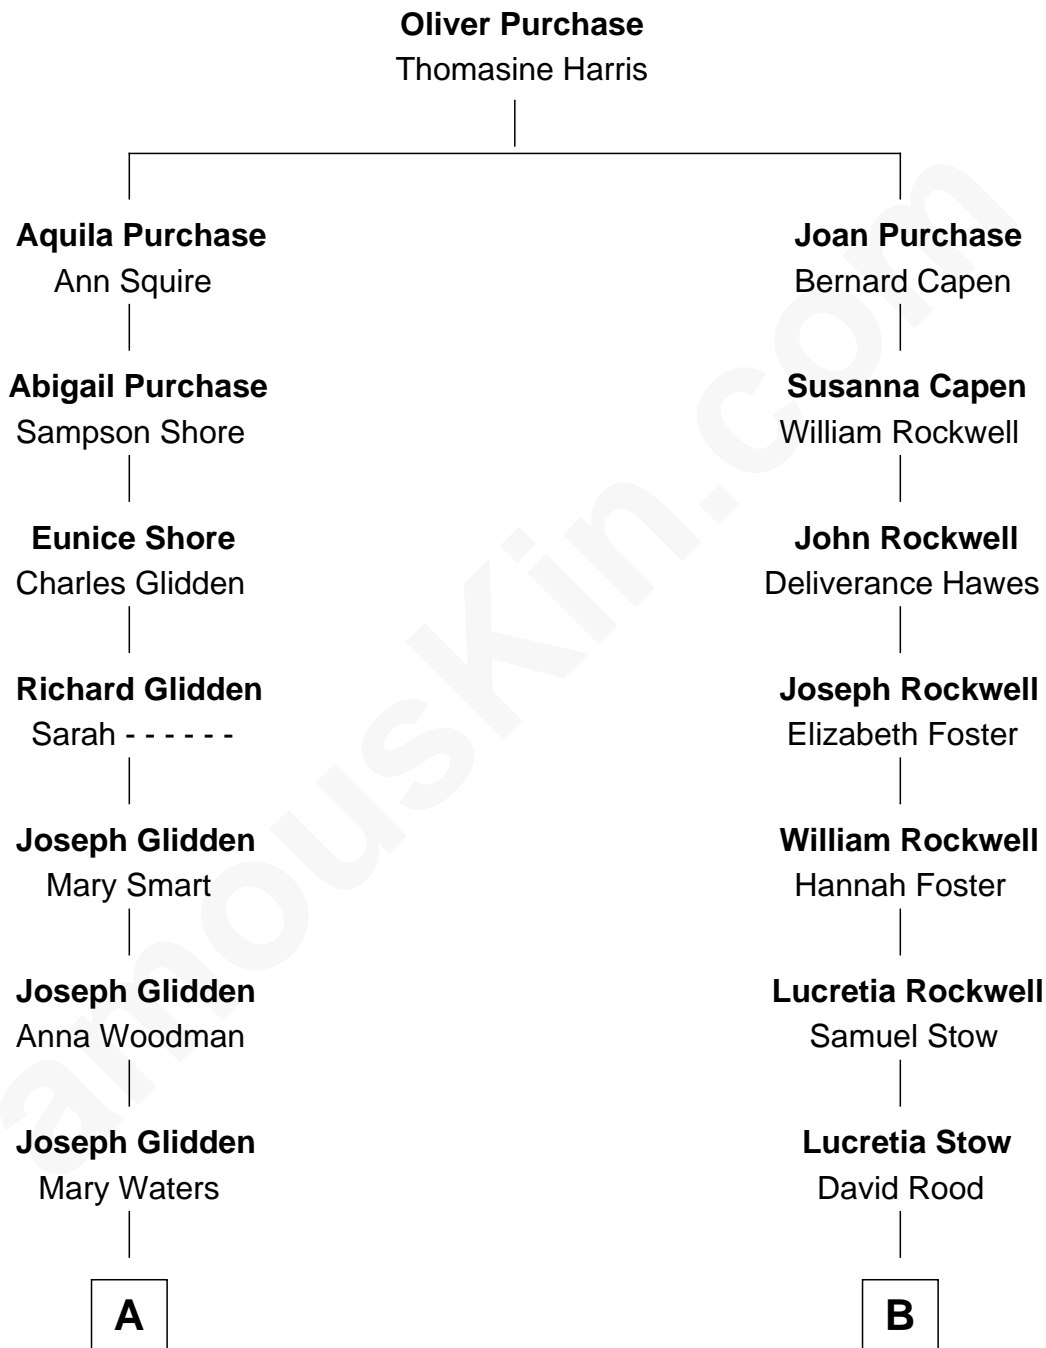 Oliver Purchase
Thomasine Harris
Aquila Purchase
Ann Squire
Joan Purchase
Bernard Capen
Abigail Purchase
Sampson Shore
Susanna Capen
William Rockwell
Eunice Shore
Charles Glidden
John Rockwell
Deliverance Hawes
Richard Glidden
Sarah - - - - - -
Joseph Rockwell
Elizabeth Foster
Joseph Glidden
Mary Smart
William Rockwell
Hannah Foster
Joseph Glidden
Anna Woodman
Lucretia Rockwell
Samuel Stow
Joseph Glidden
Mary Waters
Lucretia Stow
David Rood
A
B
amouskin.com